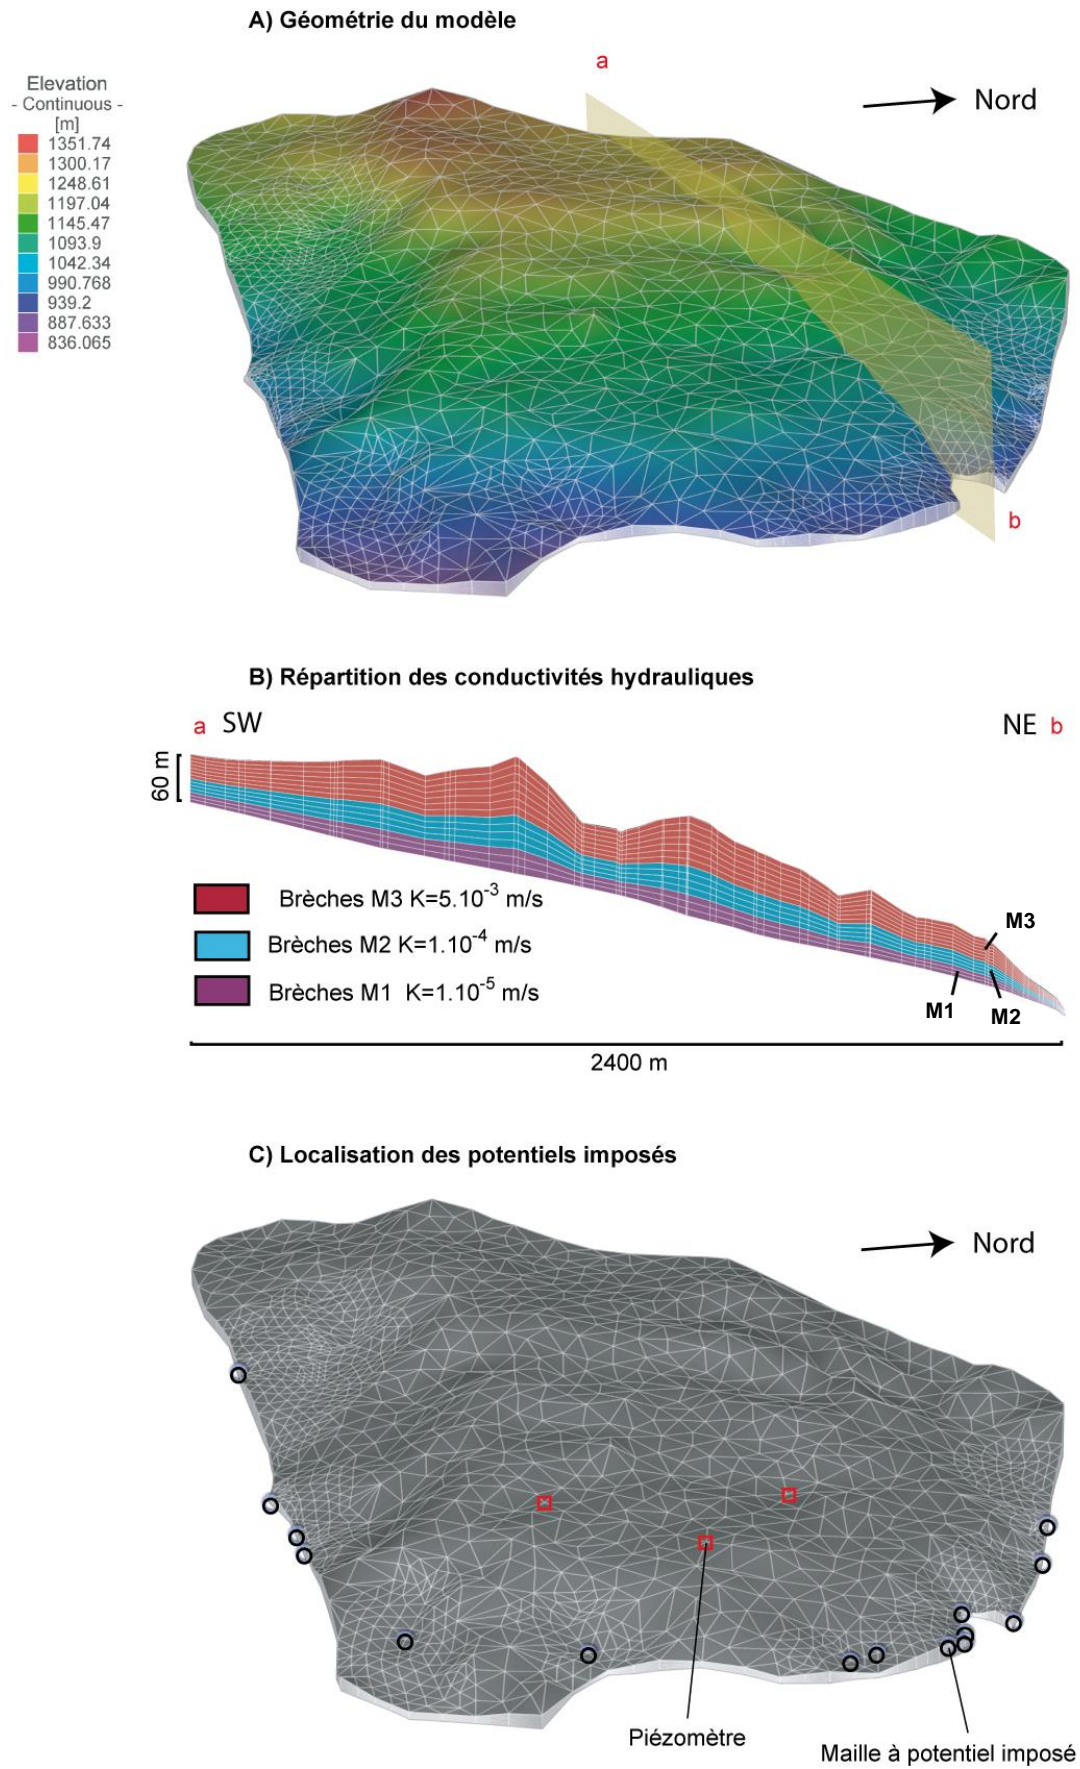 A) Géométrie du modèle
a
Elevation
- Continuous -
[m]
1351.74
1300.17
1248.61
1197.04
1145.47
1093.9
1042.34
990.768
939.2
887.633
836.065
Nord
b
B) Répartition des conductivités hydrauliques
a SW
NE b
60 m
Brèches M3 K=5.10-3 m/s
Brèches M2 K=1.10-4 m/s
Brèches M1 K=1.10-5 m/s
M3
M1
M2
2400 m
C) Localisation des potentiels imposés
Nord
Piézomètre
Maille à potentiel imposé